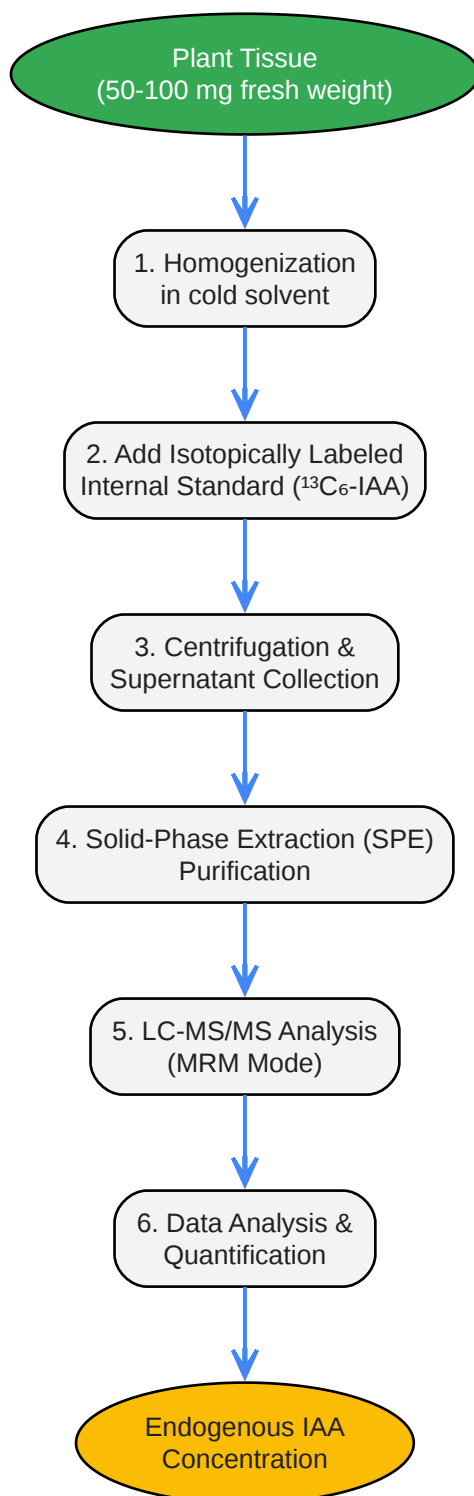 Plant Tissue
(50-100 mg fresh weight)
1. Homogenization
in cold solvent
2. Add Isotopically Labeled
Internal Standard (¹³C₆-IAA)
3. Centrifugation &
Supernatant Collection
4. Solid-Phase Extraction (SPE)
Purification
5. LC-MS/MS Analysis
(MRM Mode)
6. Data Analysis &
Quantification
Endogenous IAA
Concentration